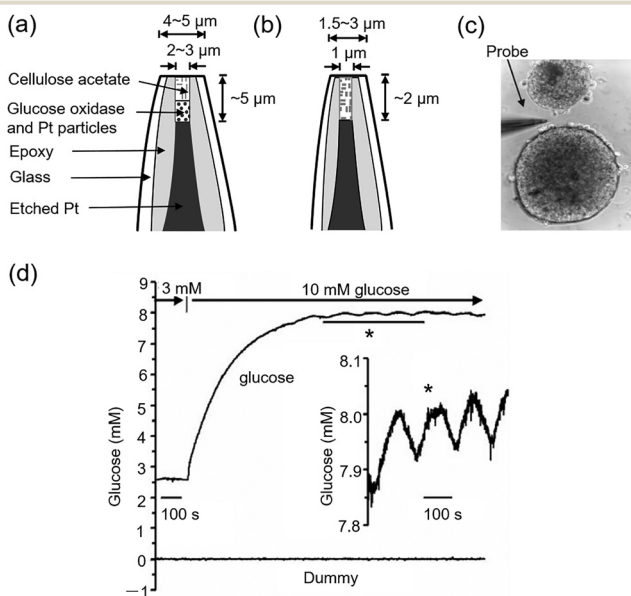 (a)
4~5 μm
2~3 μm
Cellulose acetate
Glucose oxidase
and Pt particles
Epoxy
Glass
Etched Pt
~5 μm
(b)
1.5~3 μm
1 μm
~2 μm
(c)
Probe
(d)
9
8
7
6
5
4
3
2
1
0
−1
Glucose (mM)
3 mM
10 mM glucose
*
glucose
100 s
Dummy
8.1
8.0
7.9
7.8
Glucose (mM)
*
100 s